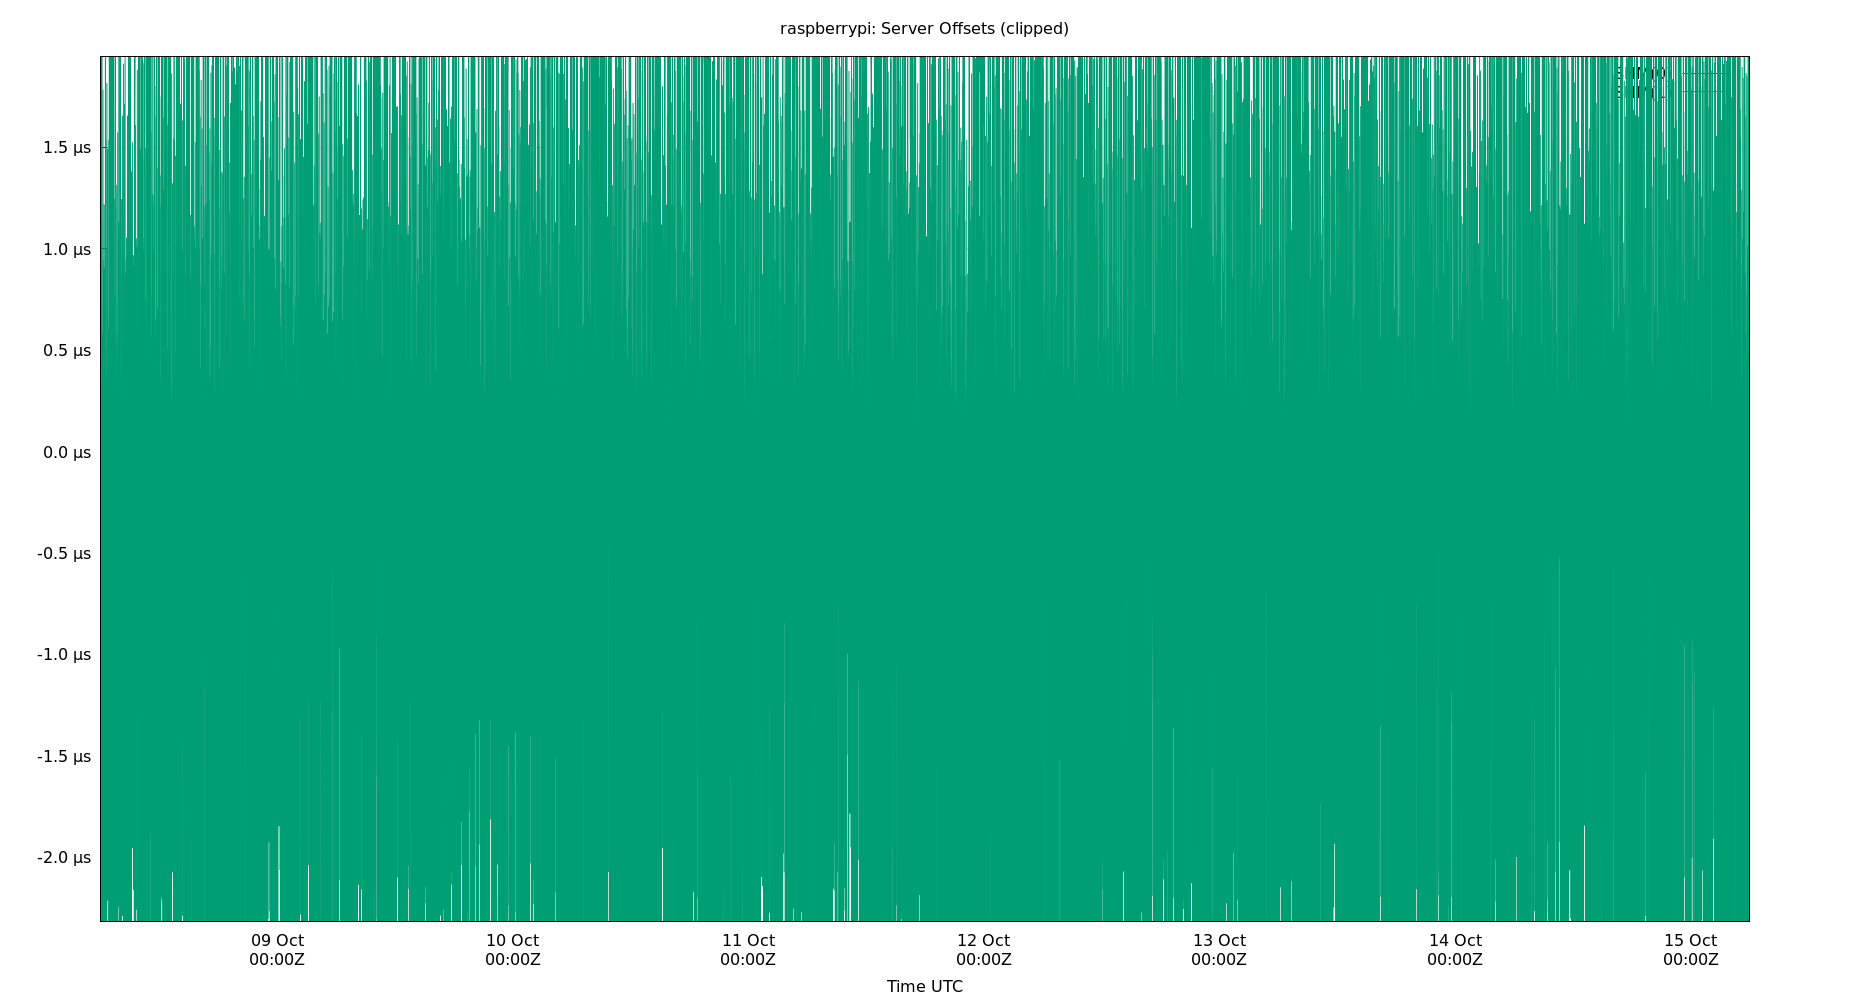 raspberrypi: Server Offsets (clipped)
1.5 µs
1.0 µs
0.5 µs
0.0 µs
-0.5 µs
-1.0 µs
-1.5 µs
-2.0 µs
09 Oct 10 Oct 11 Oct 12 Oct 13 Oct 14 Oct 15 Oct
00:00Z 00:00Z 00:00Z 00:00Z 00:00Z 00:00Z 00:00Z
Time UTC